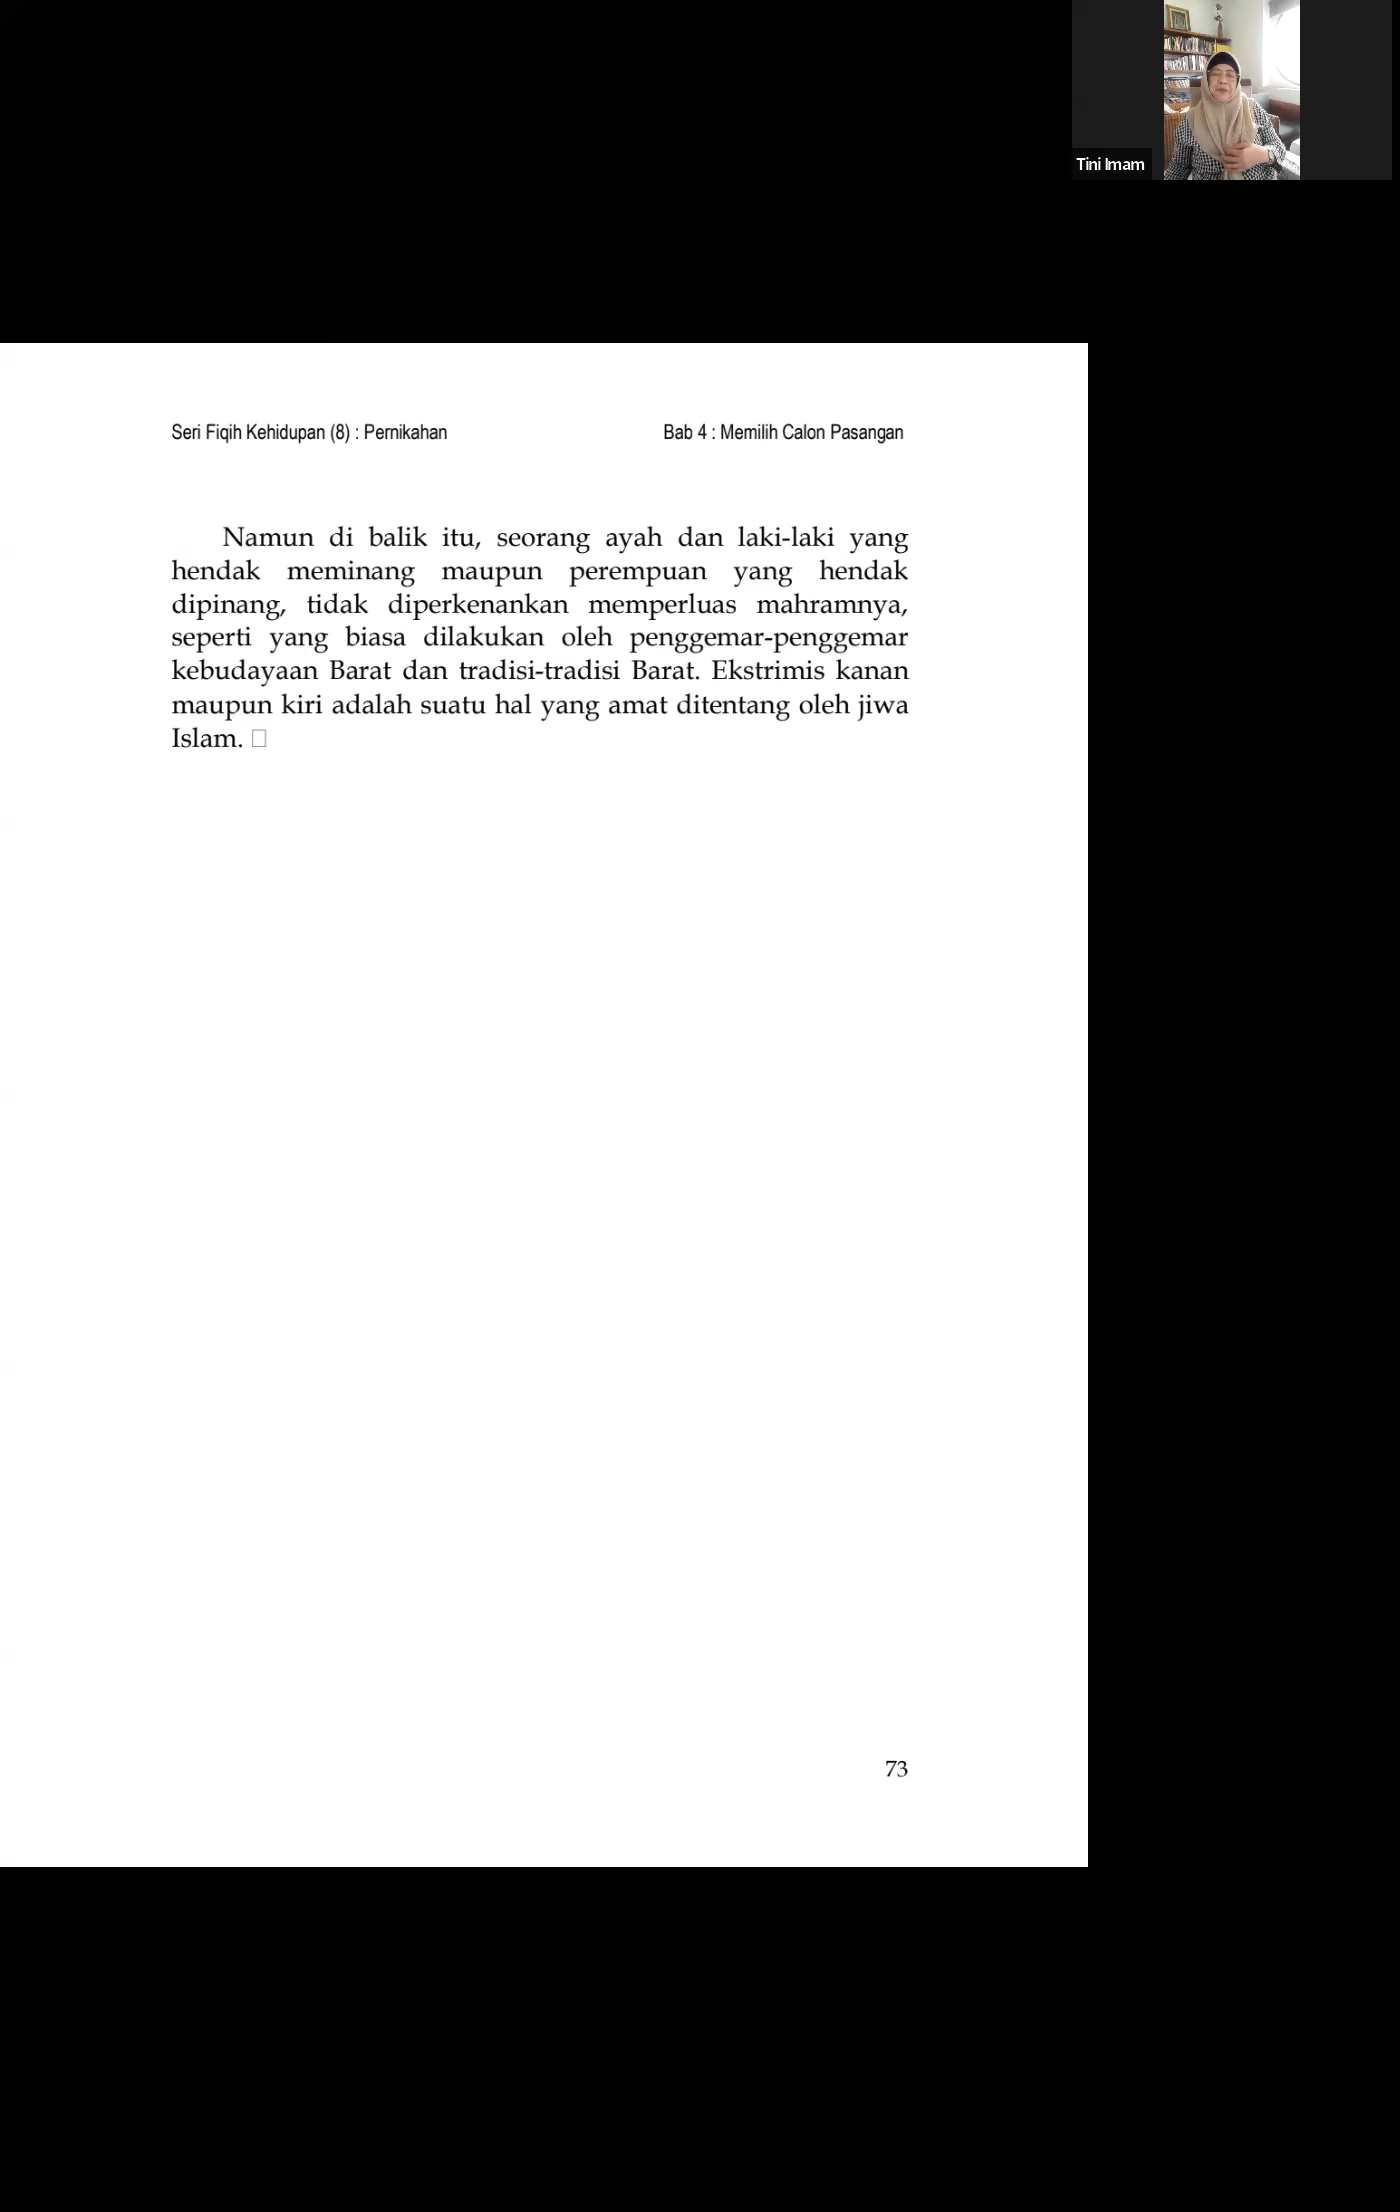 Tini Imam
Seri Fiqih Kehidupan (8) : Pernikahan Bab 4 : Memilih Calon Pasangan
Namun di balik itu, seorang ayah dan laki-laki yang
hendak meminang maupun perempuan yang hendak
dipinang, tidak diperkenankan memperluas mahramnya,
seperti yang biasa dilakukan oleh penggemar-penggemar
kebudayaan Barat dan tradisi-tradisi Barat. Ekstrimis kanan
maupun kiri adalah suatu hal yang amat ditentang oleh jiwa
Islam. □
73